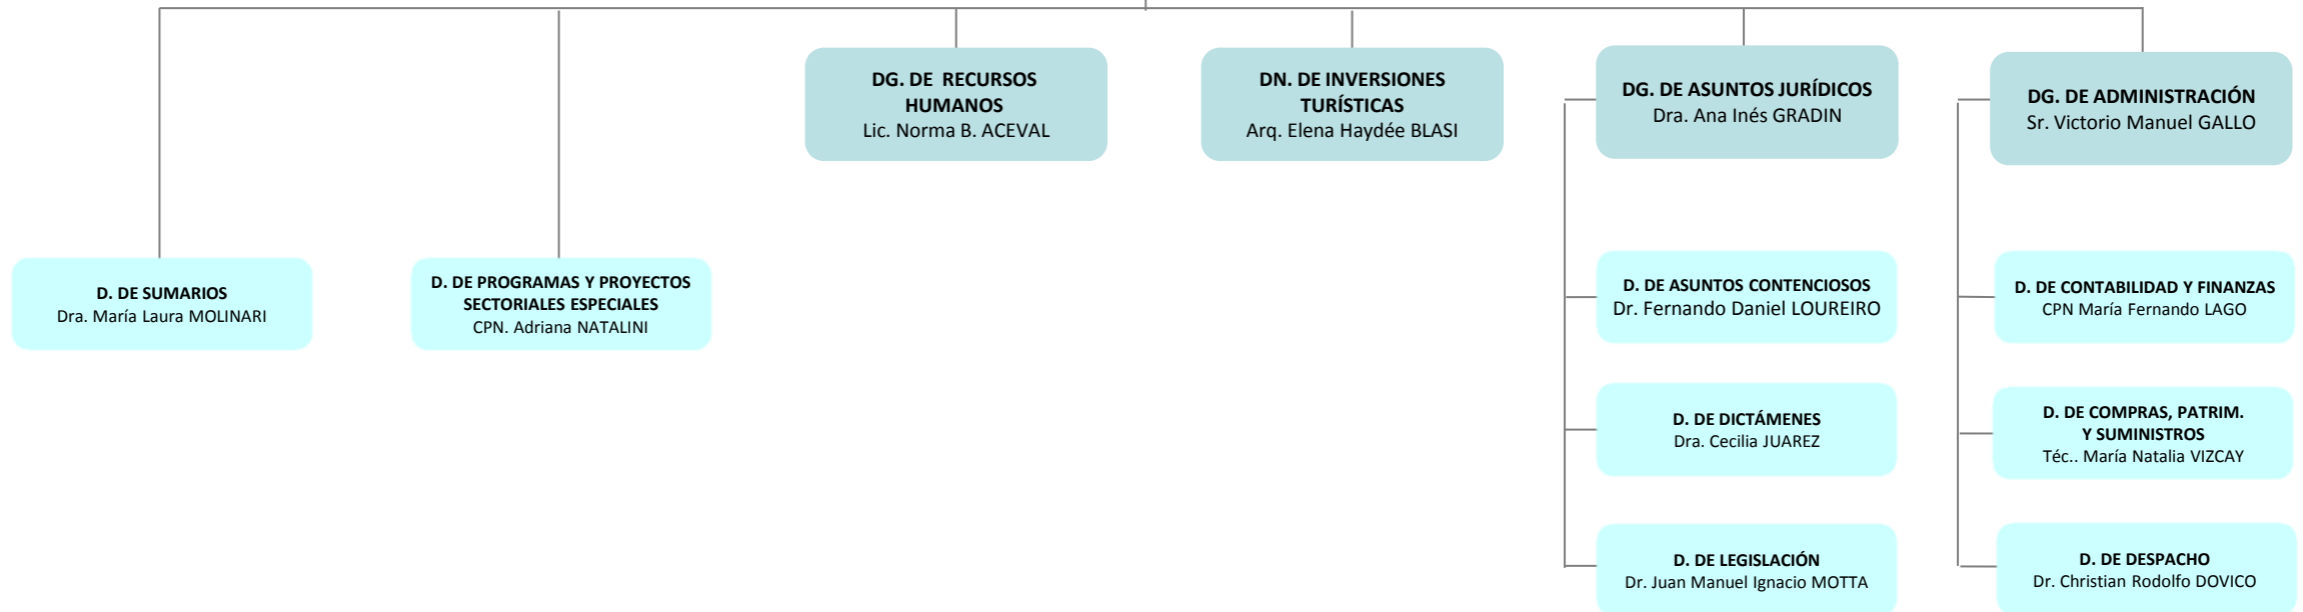 DG. DE RECURSOS
HUMANOS
Lic. Norma B. ACEVAL
DN. DE INVERSIONES
TURÍSTICAS
Arq. Elena Haydée BLASI
DG. DE ASUNTOS JURÍDICOS
Dra. Ana Inés GRADIN
DG. DE ADMINISTRACIÓN
Sr. Victorio Manuel GALLO
D. DE SUMARIOS
Dra. María Laura MOLINARI
D. DE PROGRAMAS Y PROYECTOS
SECTORIALES ESPECIALES
CPN. Adriana NATALINI
D. DE ASUNTOS CONTENCIOSOS
Dr. Fernando Daniel LOUREIRO
D. DE CONTABILIDAD Y FINANZAS
CPN María Fernando LAGO
D. DE DICTÁMENES
Dra. Cecilia JUAREZ
D. DE COMPRAS, PATRIM.
Y SUMINISTROS
Téc.. María Natalia VIZCAY
D. DE LEGISLACIÓN
Dr. Juan Manuel Ignacio MOTTA
D. DE DESPACHO
Dr. Christian Rodolfo DOVICO